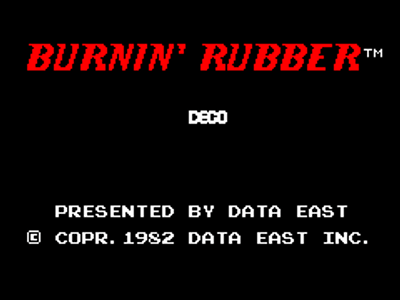 BURNIN' RUBBER™
DECO
PRESENTED BY DATA EAST
© COPR. 1982 DATA EAST INC.